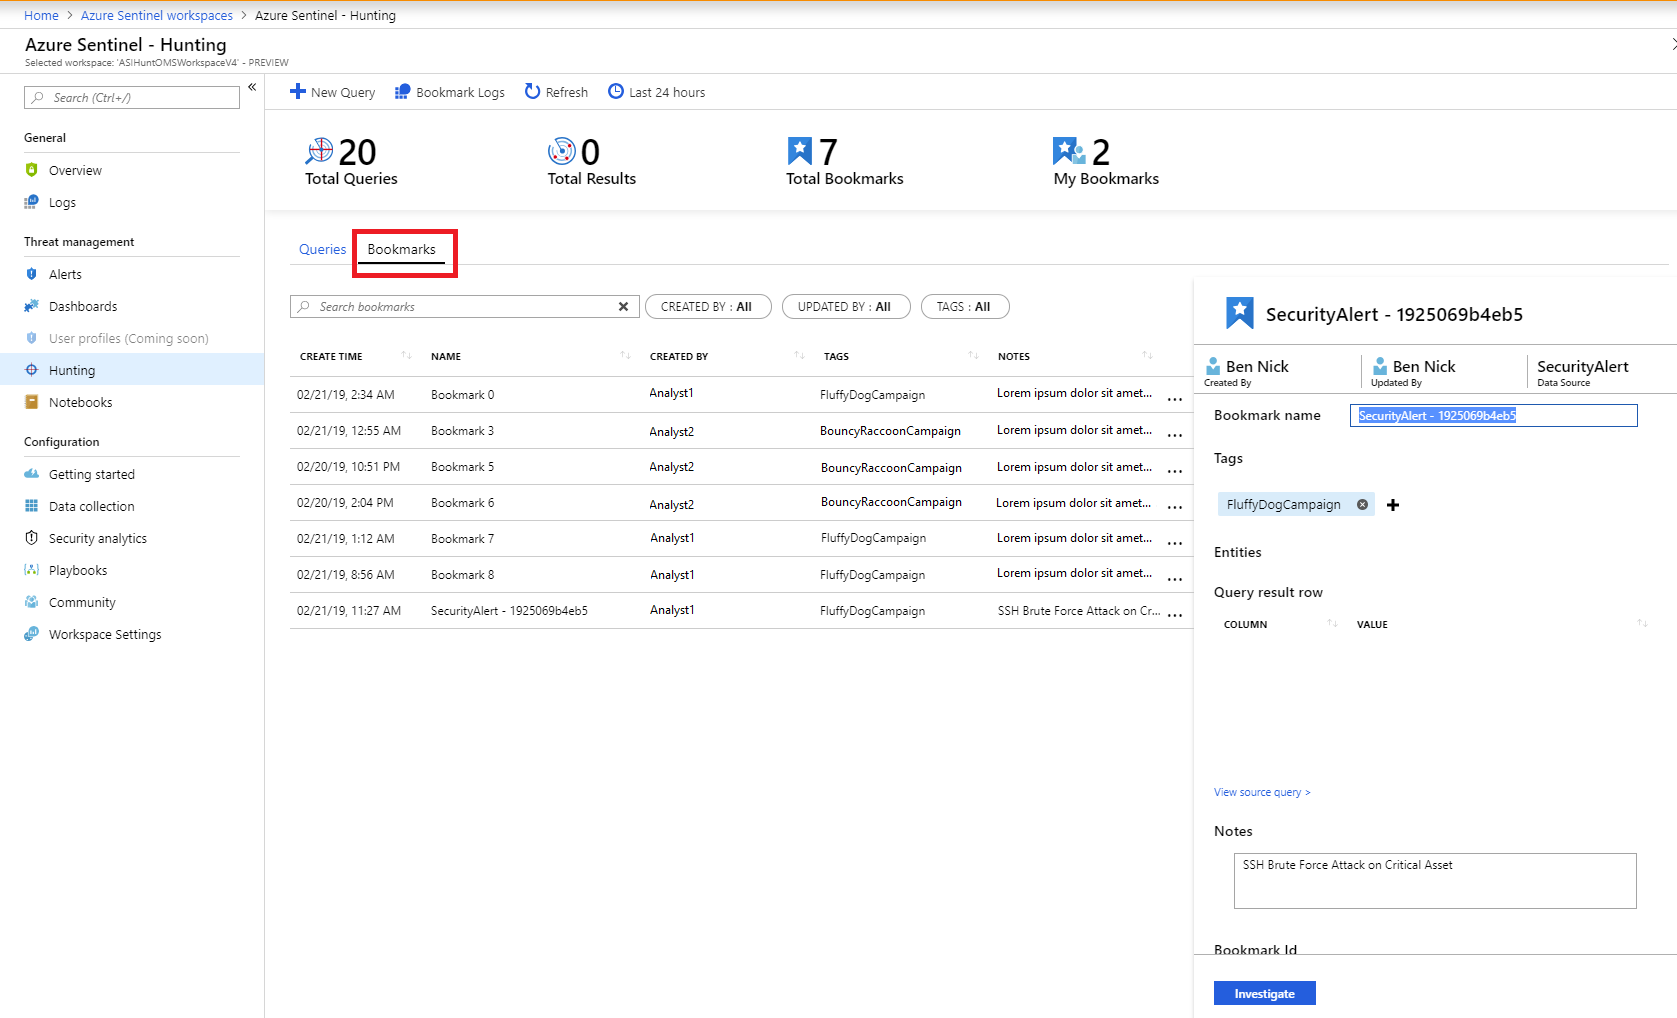 Home > Azure Sentinel workspaces > Azure Sentinel - Hunting
Azure Sentinel - Hunting
Selected workspace: 'ASIHuntOMSWorkspaceV4' - PREVIEW
Search (Ctrl+/)
«
General
Overview
Logs
Threat management
Alerts
Dashboards
User profiles (Coming soon)
Hunting
Notebooks
Configuration
Getting started
Data collection
Security analytics
Playbooks
Community
Workspace Settings
New Query Bookmark Logs Refresh Last 24 hours
20 0 7 2
Total Queries Total Results Total Bookmarks My Bookmarks
Queries Bookmarks
Search bookmarks CREATED BY : All UPDATED BY : All TAGS : All
CREATE TIME NAME CREATED BY TAGS NOTES
02/21/19, 2:34 AM Bookmark 0 Analyst1 FluffyDogCampaign Lorem ipsum dolor sit amet... ...
02/21/19, 12:55 AM Bookmark 3 Analyst2 BouncyRaccoonCampaign Lorem ipsum dolor sit amet... ...
02/20/19, 10:51 PM Bookmark 5 Analyst2 BouncyRaccoonCampaign Lorem ipsum dolor sit amet... ...
02/20/19, 2:04 PM Bookmark 6 Analyst2 BouncyRaccoonCampaign Lorem ipsum dolor sit amet... ...
02/21/19, 1:12 AM Bookmark 7 Analyst1 FluffyDogCampaign Lorem ipsum dolor sit amet... ...
02/21/19, 8:56 AM Bookmark 8 Analyst1 FluffyDogCampaign Lorem ipsum dolor sit amet... ...
02/21/19, 11:27 AM SecurityAlert - 1925069b4eb5 Analyst1 FluffyDogCampaign SSH Brute Force Attack on Cr... ...
SecurityAlert - 1925069b4eb5
Ben Nick Ben Nick SecurityAlert
Created By Updated By Data Source
Bookmark name SecurityAlert - 1925069b4eb5
Tags
FluffyDogCampaign
Entities
Query result row
COLUMN VALUE
View source query >
Notes
SSH Brute Force Attack on Critical Asset
Bookmark Id
Investigate